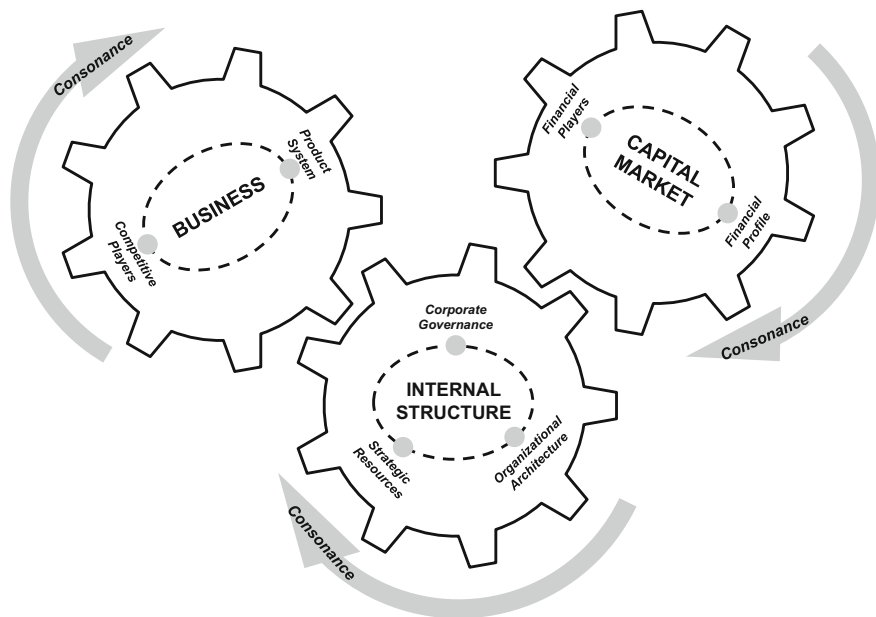 Consonance
Product
System
BUSINESS
Competitive
Players
Financial
Players
CAPITAL
MARKET
Financial
Profile
Consonance
Corporate
Governance
INTERNAL
STRUCTURE
Strategic
Resources
Organizational
Architecture
Consonance